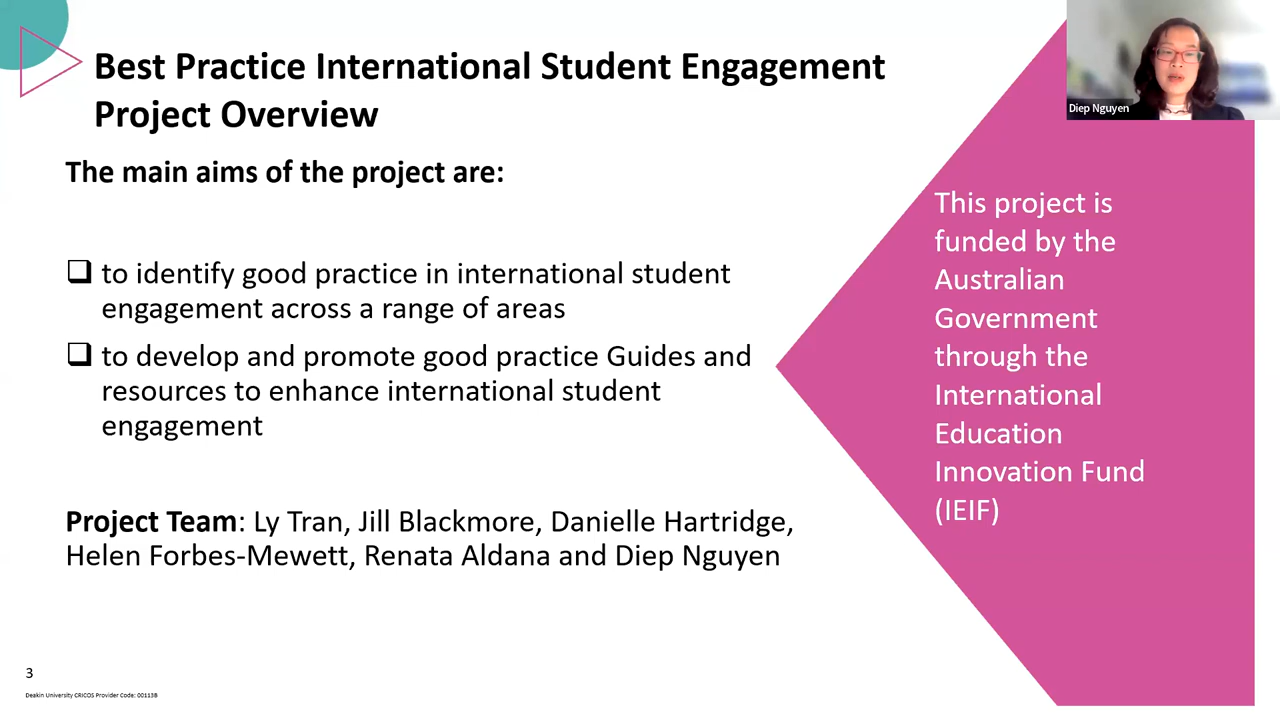 Best Practice International Student Engagement
Project Overview
Diep Nguyen
The main aims of the project are:
to identify good practice in international student
engagement across a range of areas
to develop and promote good practice Guides and
resources to enhance international student
engagement
Project Team: Ly Tran, Jill Blackmore, Danielle Hartridge,
Helen Forbes-Mewett, Renata Aldana and Diep Nguyen
This project is
funded by the
Australian
Government
through the
International
Education
Innovation Fund
(IEIF)
3
Deakin University CRICOS Provider Code: 00113B